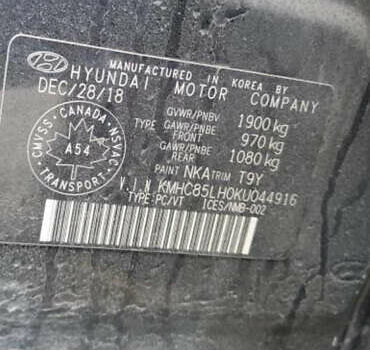 MANUFACTURED IN KOREA BY
HYUNDAI MOTOR COMPANY
DEC/28/18
GVWR/PNBV 1900 kg
GAWR/PNBE FRONT 970 kg
GAWR/PNBE REAR 1080 kg
CMVSS · CANADA · NSVAC
A54
TRANSPORT
PAINT NKA TRIM T9Y
V.I.N KMHC85LH0KU044916
TYPE:PC/VT ICES/NMB-002